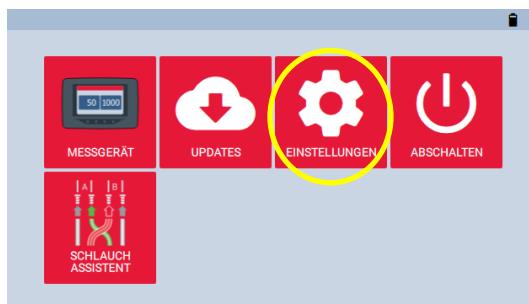 50 1000
MESSGERÄT
UPDATES
EINSTELLUNGEN
ABSCHALTEN
|A| |B|
SCHLAUCH
ASSISTENT